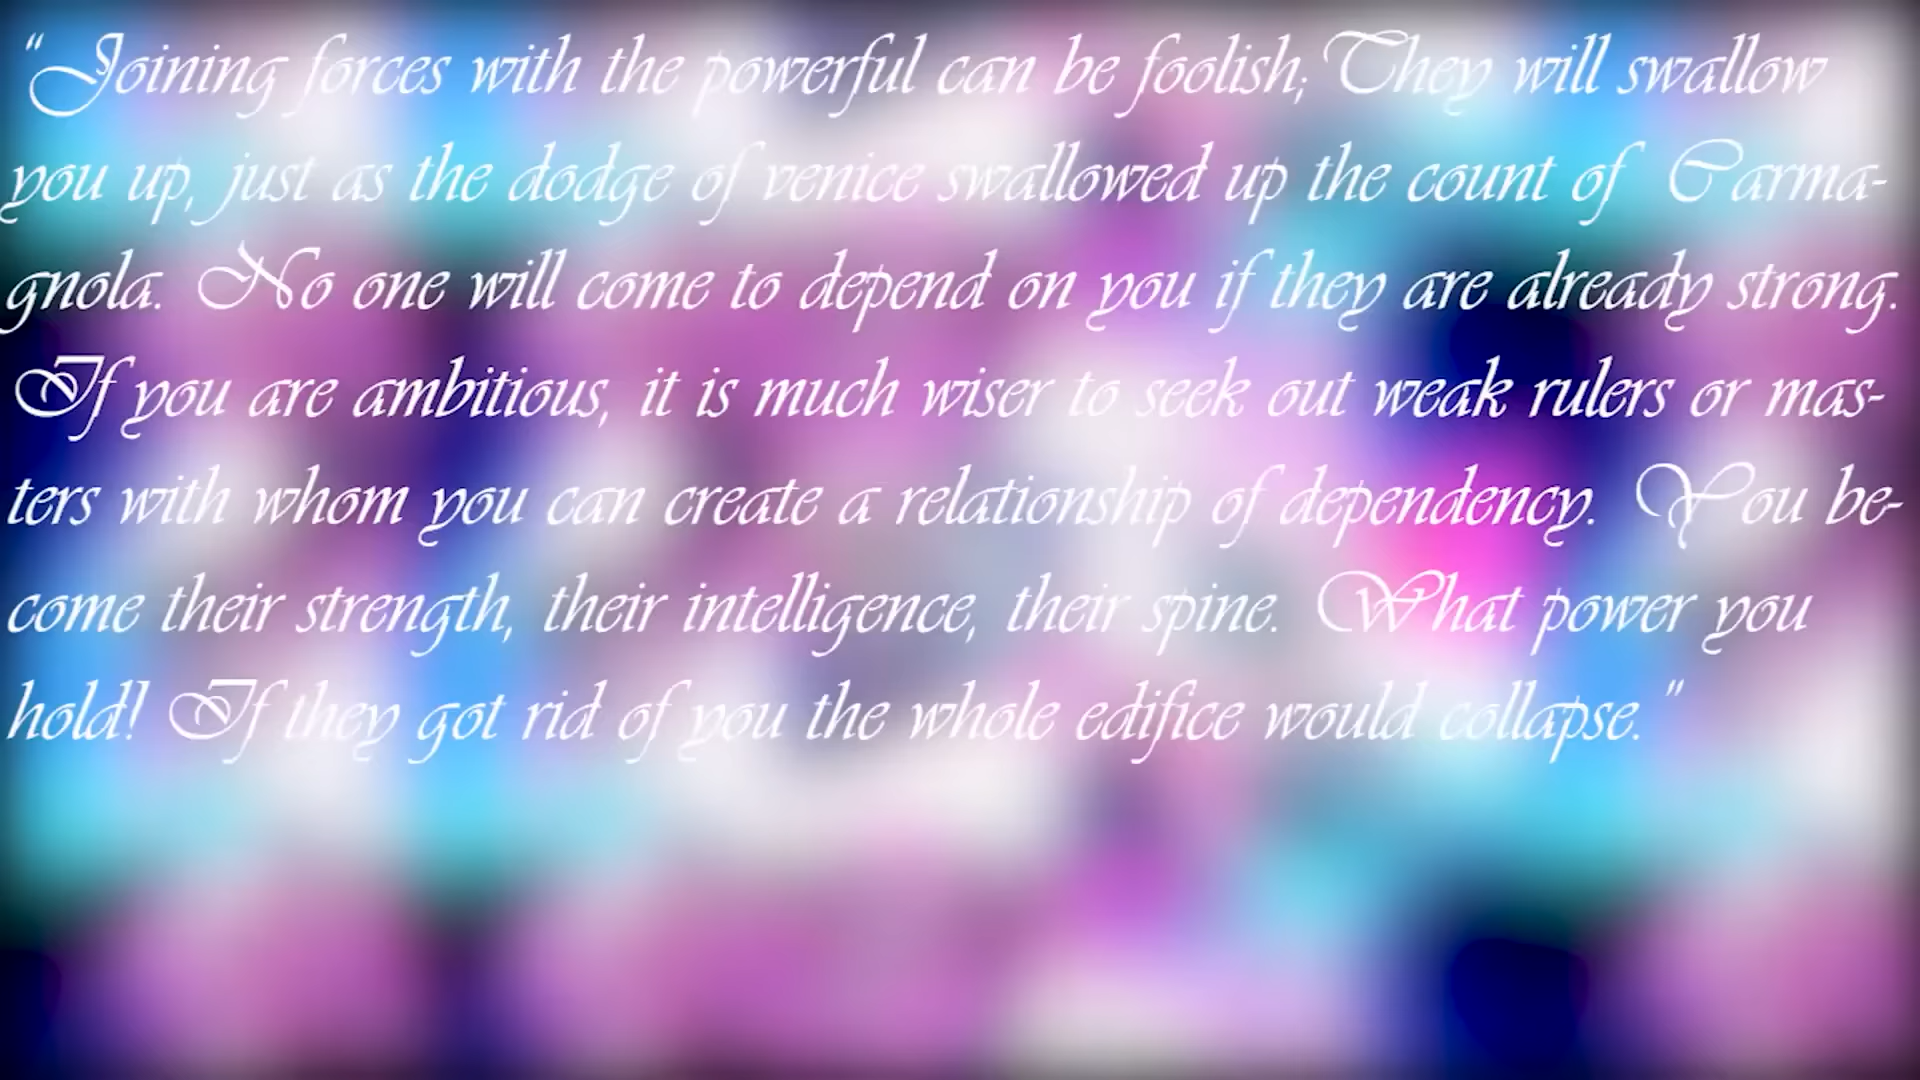 “Joining forces with the powerful can be foolish; They will swallow
you up, just as the dodge of venice swallowed up the count of Carma-
gnola. No one will come to depend on you if they are already strong.
If you are ambitious, it is much wiser to seek out weak rulers or mas-
ters with whom you can create a relationship of dependency. You be-
come their strength, their intelligence, their spine. What power you
hold! If they got rid of you the whole edifice would collapse.”